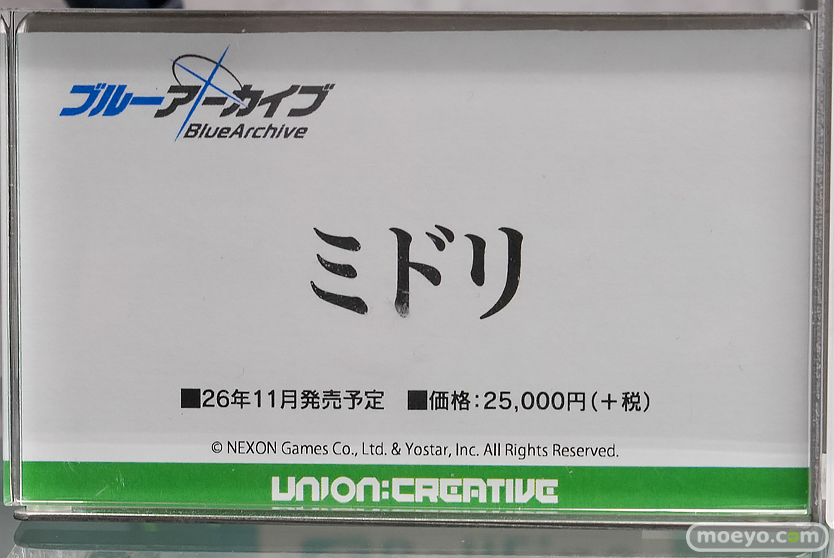 ブルーアーカイブ
BlueArchive
ミドリ
■26年11月発売予定 ■価格:25,000円(+税)
© NEXON Games Co., Ltd. & Yostar, Inc. All Rights Reserved.
UNION:CREATIVE
moeyo.com